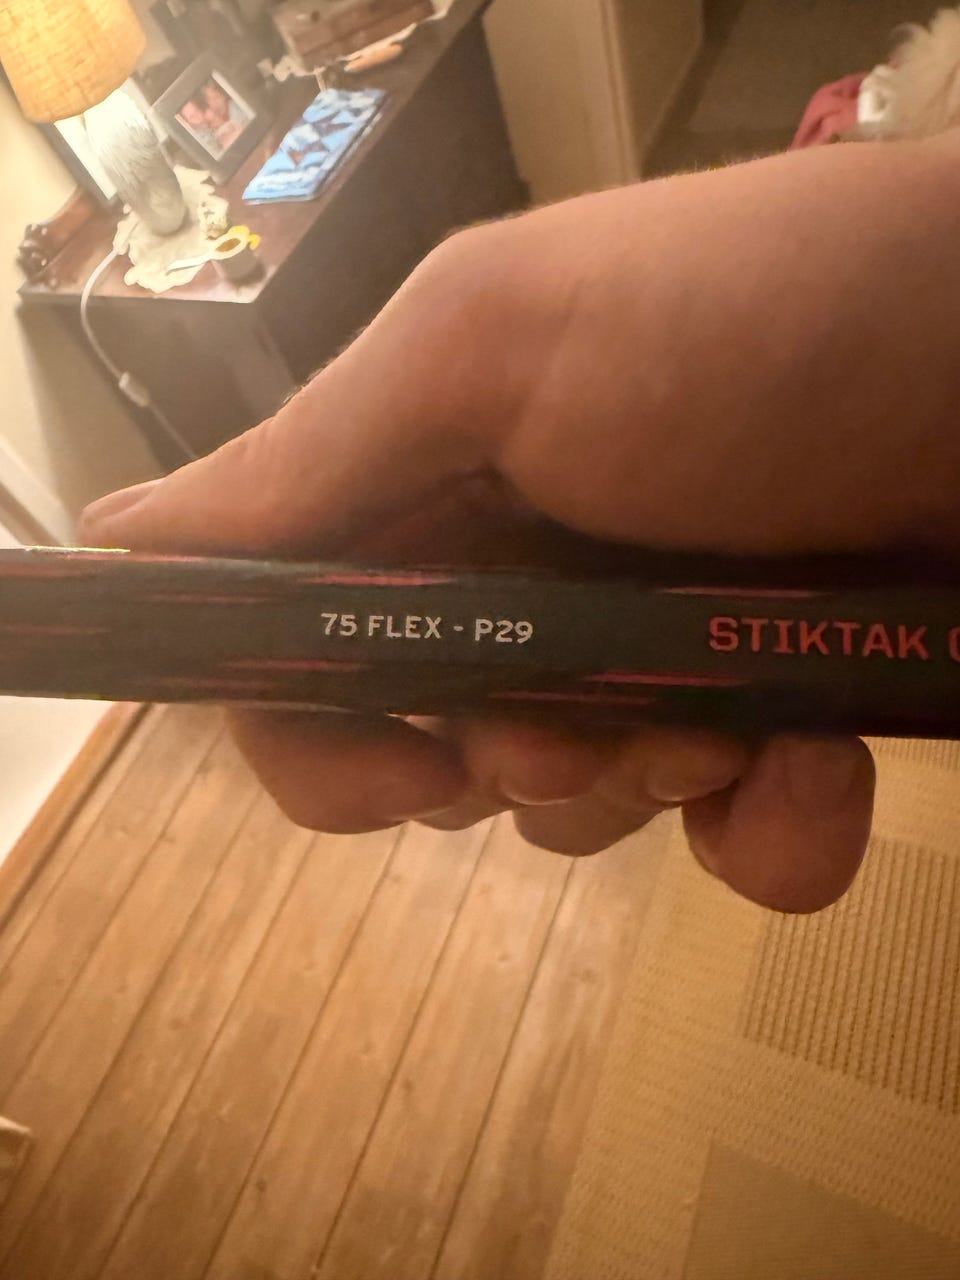 75 FLEX - P29
STIKTAK